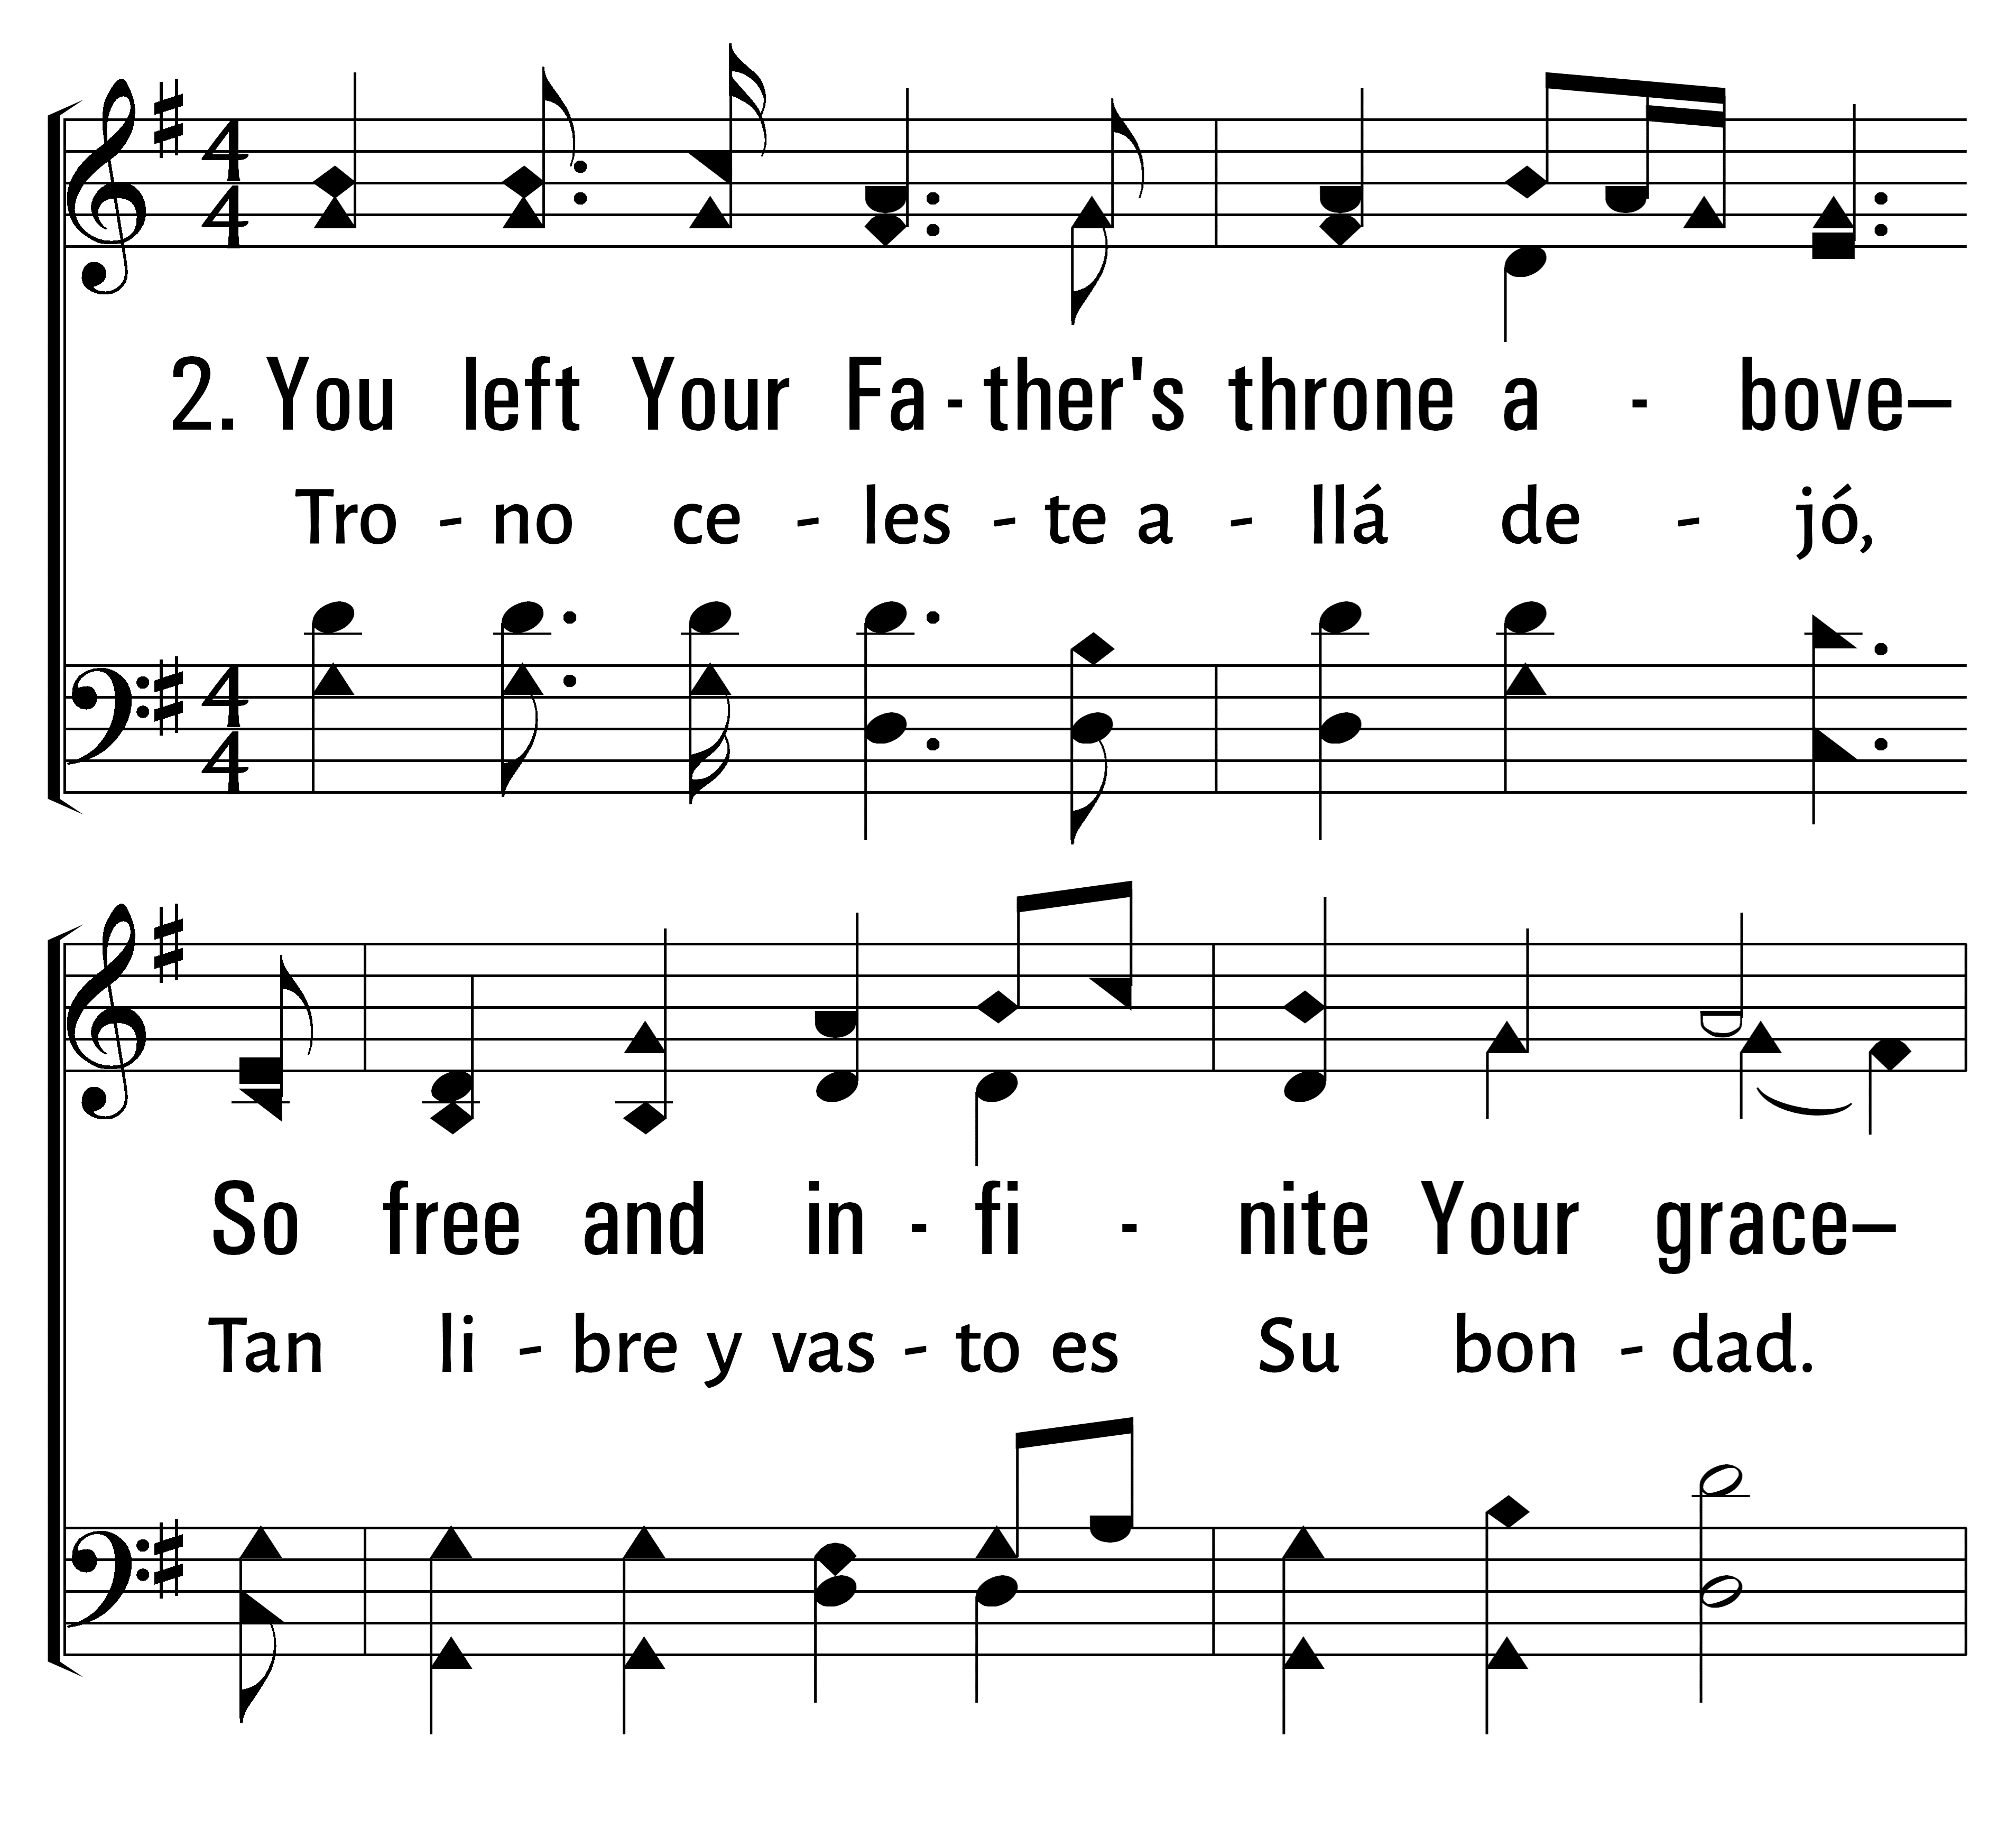 2. You left Your Fa - ther's throne a - bove–
Tro - no ce - les - te a - llá de - jó,
So free and in - fi - nite Your grace–
Tan li - bre y vas - to es Su bon - dad.